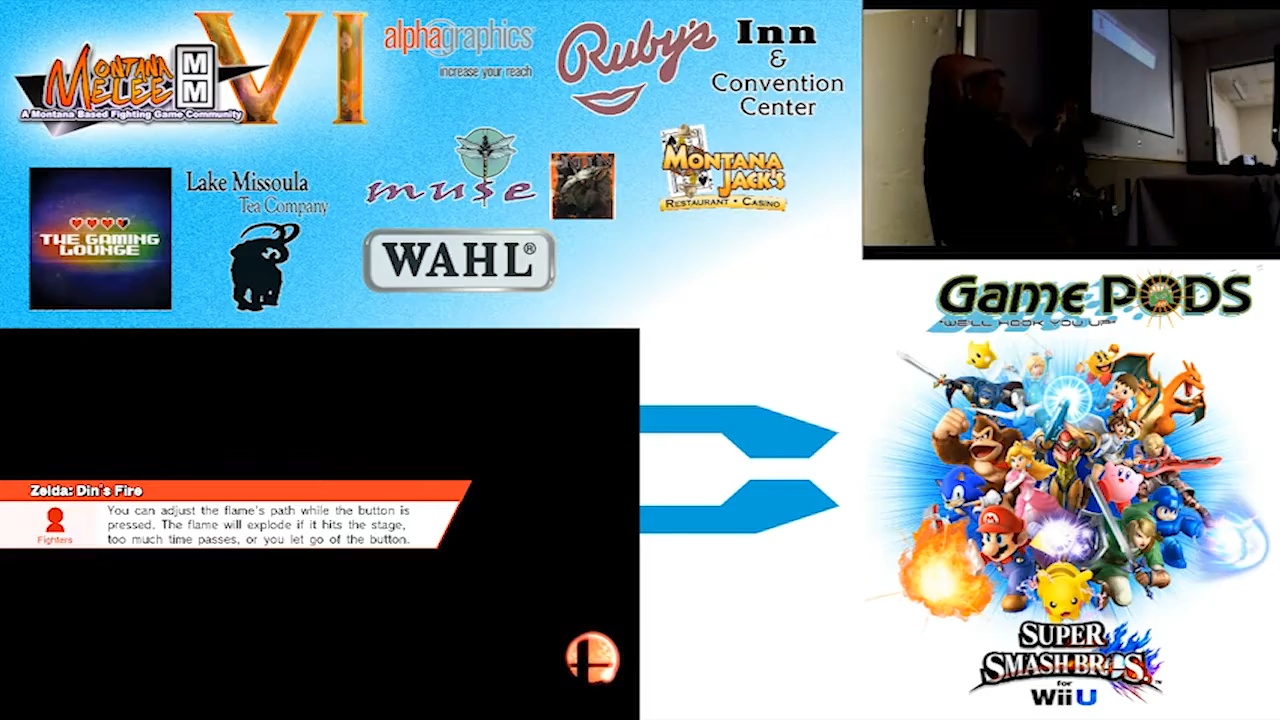 MONTANA
MELEE
MM
VI
A Montana Based Fighting Game Community
alphagraphics®
increase your reach
Ruby's
Inn
&
Convention
Center
THE GAMING
LOUNGE
Lake Missoula
Tea Company
muse
MONTANA
JACK'S
RESTAURANT • CASINO
WAHL®
Game PODS
"WE'LL HOOK YOU UP"
Zelda: Din's Fire
Fighters
You can adjust the flame's path while the button is
pressed. The flame will explode if it hits the stage,
too much time passes, or you let go of the button.
SUPER
SMASH BROS.™
for
Wii U